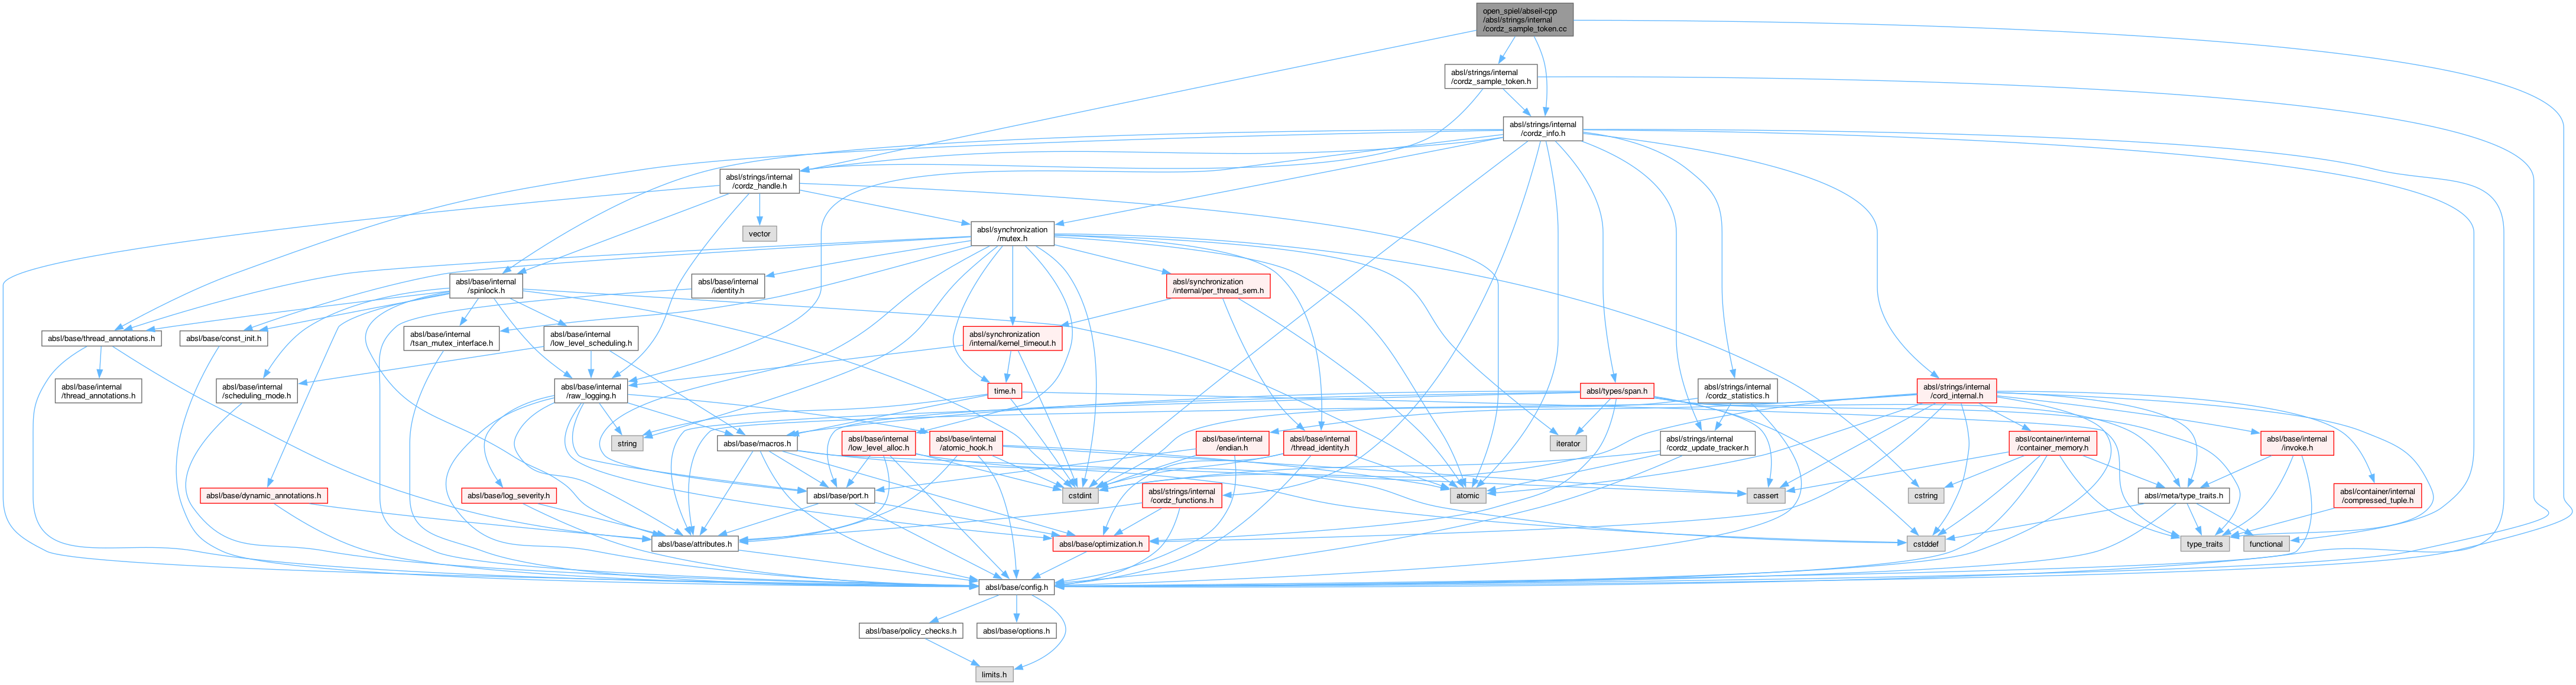 open_spiel/abseil-cpp
/absl/strings/internal
/cordz_sample_token.cc
absl/strings/internal
/cordz_sample_token.h
absl/strings/internal
/cordz_info.h
absl/strings/internal
/cordz_handle.h
vector
absl/synchronization
/mutex.h
absl/base/internal
/spinlock.h
absl/base/internal
/identity.h
absl/synchronization
/internal/per_thread_sem.h
absl/base/thread_annotations.h
absl/base/const_init.h
absl/base/internal
/tsan_mutex_interface.h
absl/base/internal
/low_level_scheduling.h
absl/synchronization
/internal/kernel_timeout.h
absl/base/internal
/thread_annotations.h
absl/base/internal
/scheduling_mode.h
absl/base/internal
/raw_logging.h
time.h
absl/types/span.h
absl/strings/internal
/cordz_statistics.h
absl/strings/internal
/cord_internal.h
string
absl/base/macros.h
absl/base/internal
/low_level_alloc.h
absl/base/internal
/atomic_hook.h
absl/base/internal
/endian.h
absl/base/internal
/thread_identity.h
iterator
absl/strings/internal
/cordz_update_tracker.h
absl/container/internal
/container_memory.h
absl/base/internal
/invoke.h
absl/base/dynamic_annotations.h
absl/base/log_severity.h
absl/base/port.h
cstdint
absl/strings/internal
/cordz_functions.h
atomic
cassert
cstring
absl/meta/type_traits.h
absl/container/internal
/compressed_tuple.h
absl/base/attributes.h
absl/base/optimization.h
cstddef
type_traits
functional
absl/base/config.h
absl/base/policy_checks.h
absl/base/options.h
limits.h